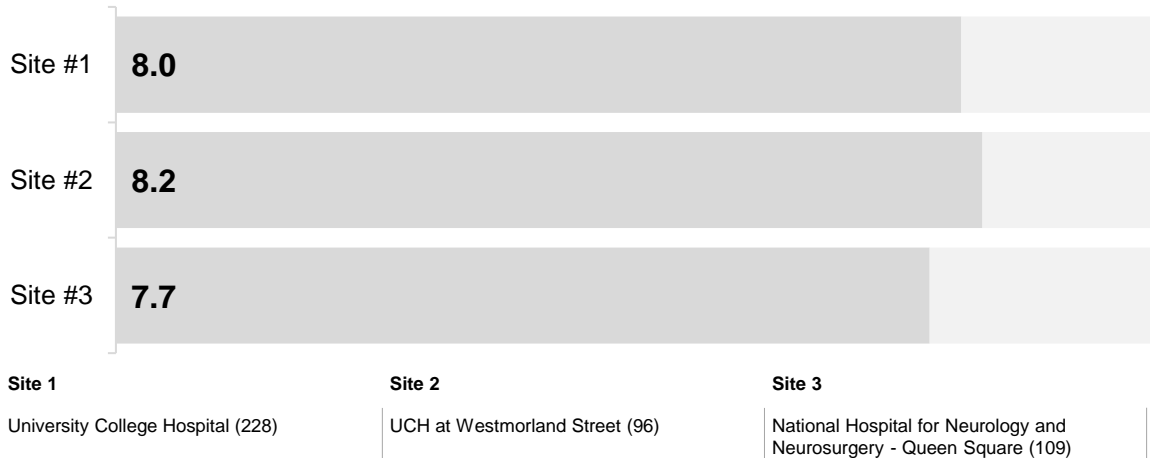 Site #1
8.0
Site #2
8.2
Site #3
7.7
Site 1
University College Hospital (228)
Site 2
UCH at Westmorland Street (96)
Site 3
National Hospital for Neurology and
Neurosurgery - Queen Square (109)